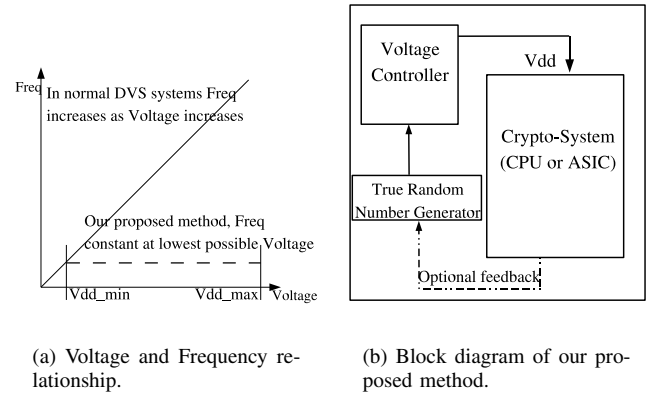 Freq
In normal DVS systems Freq
increases as Voltage increases
Our proposed method, Freq
constant at lowest possible Voltage
Vdd_min
Vdd_max
Voltage
(a) Voltage and Frequency re-
lationship.
Voltage
Controller
Vdd
Crypto-System
(CPU or ASIC)
True Random
Number Generator
Optional feedback
(b) Block diagram of our pro-
posed method.